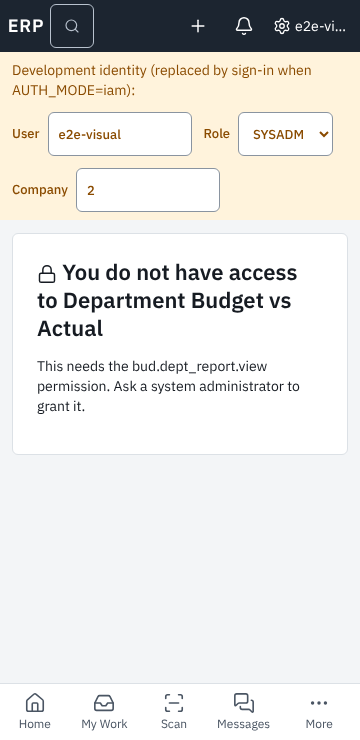 ERP
e2e-vi...
Development identity (replaced by sign-in when
AUTH_MODE=iam):
User e2e-visual Role SYSADM
Company 2
You do not have access
to Department Budget vs
Actual
This needs the bud.dept_report.view
permission. Ask a system administrator to
grant it.
Home My Work Scan Messages More